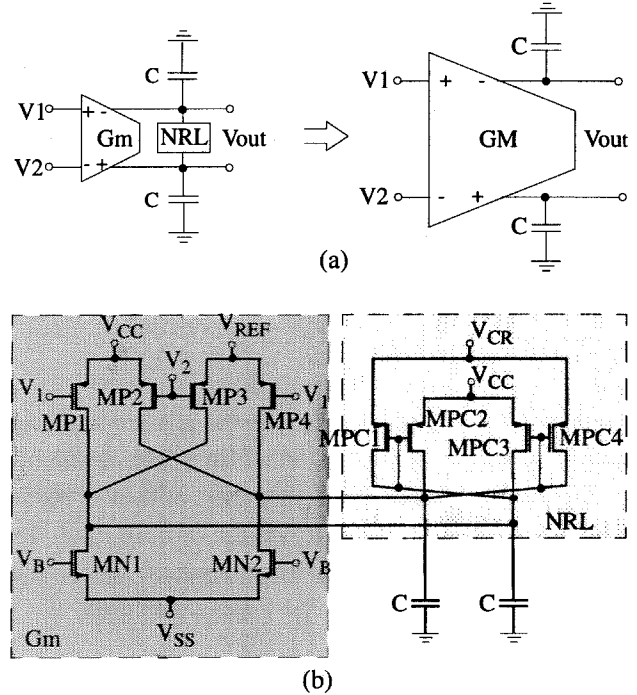 C
V1 + - 
Gm NRL Vout
V2 - +
C
C
V1 + -
GM Vout
V2 - +
C
(a)
VCC VREF
V2
V1 V1
MP1 MP2 MP3 MP4
VB MN1 MN2 VB
VSS
Gm
VCR
VCC
MPC1 MPC2 MPC3 MPC4
NRL
C C
(b)